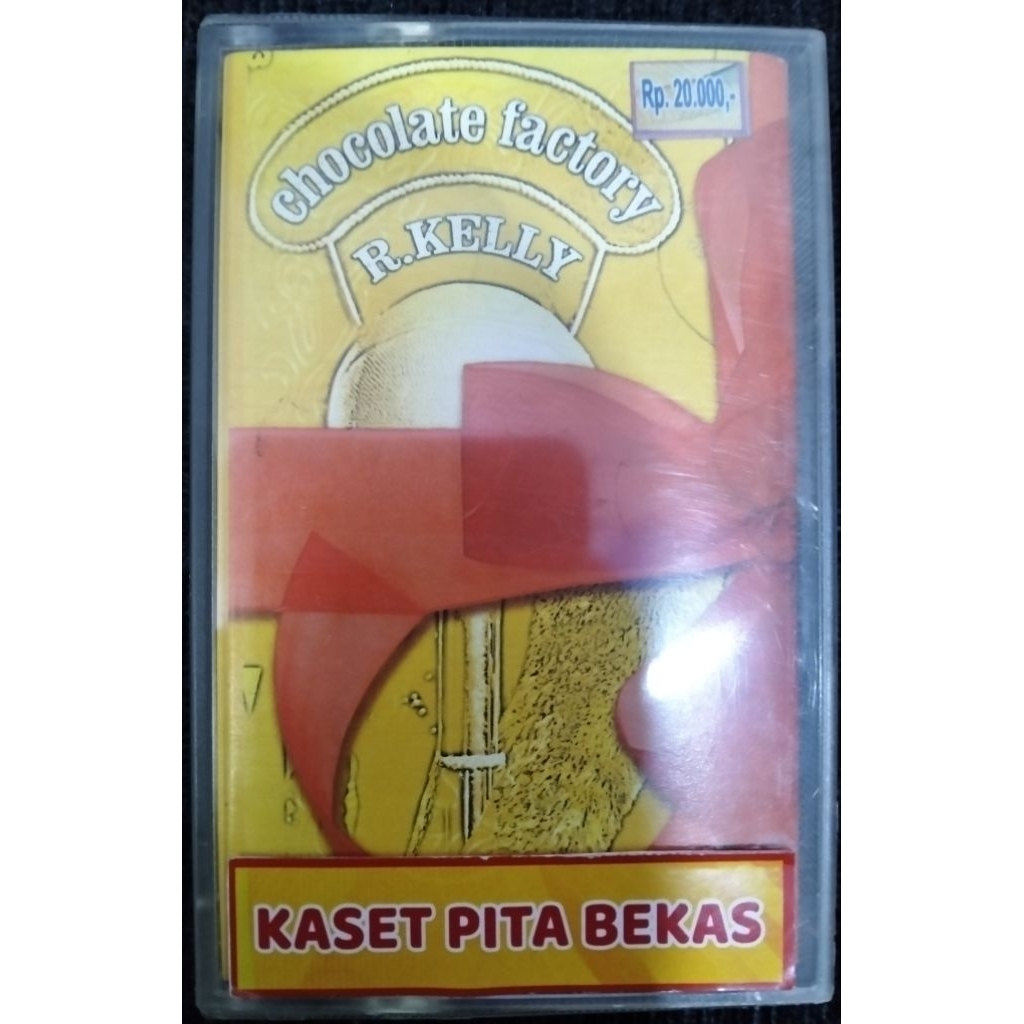 Rp. 20.000,-
chocolate factory
R.KELLY
KASET PITA BEKAS